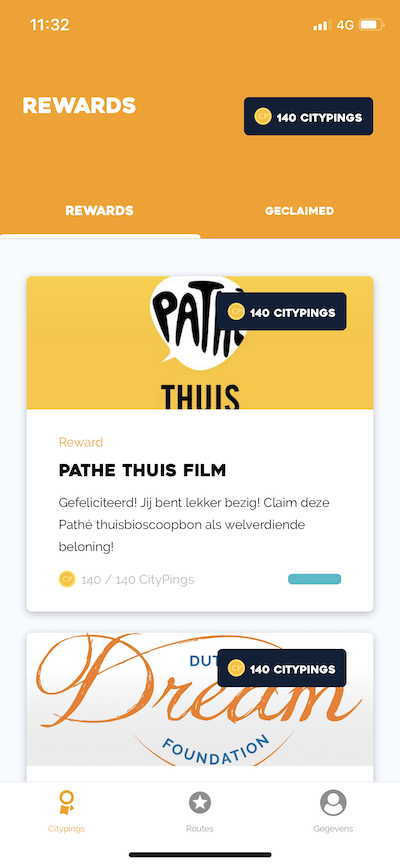 11:32
4G
REWARDS
CP 140 CITYPINGS
REWARDS
GECLAIMED
PATHE
THUIS
CP 140 CITYPINGS
Reward
PATHE THUIS FILM
Gefeliciteerd! Jij bent lekker bezig! Claim deze
Pathé thuisbioscoopbon als welverdiende
beloning!
CP 140 / 140 CityPings
DUT
CP 140 CITYPINGS
Dream
FOUNDATION
Citypings
Routes
Gegevens